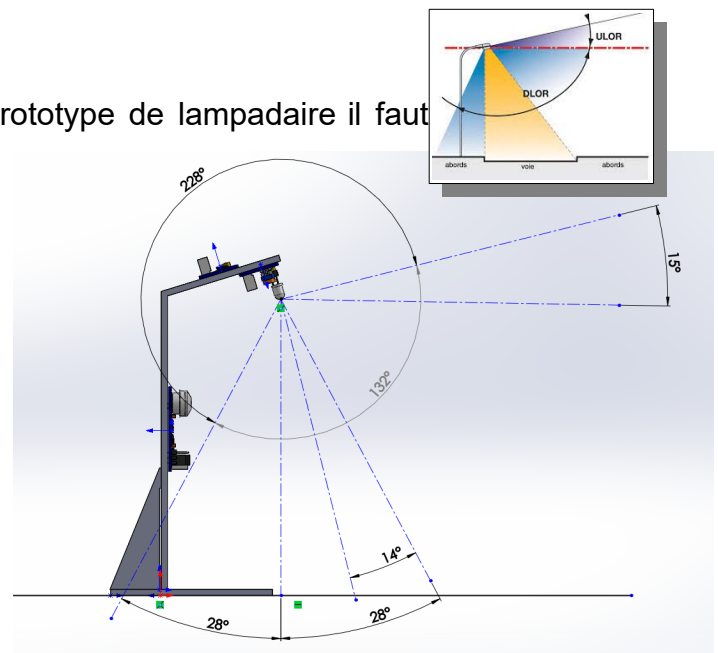 ULOR
DLOR
abords voie abords
rototype de lampadaire il faut
228°
15°
132°
14°
28° 28°